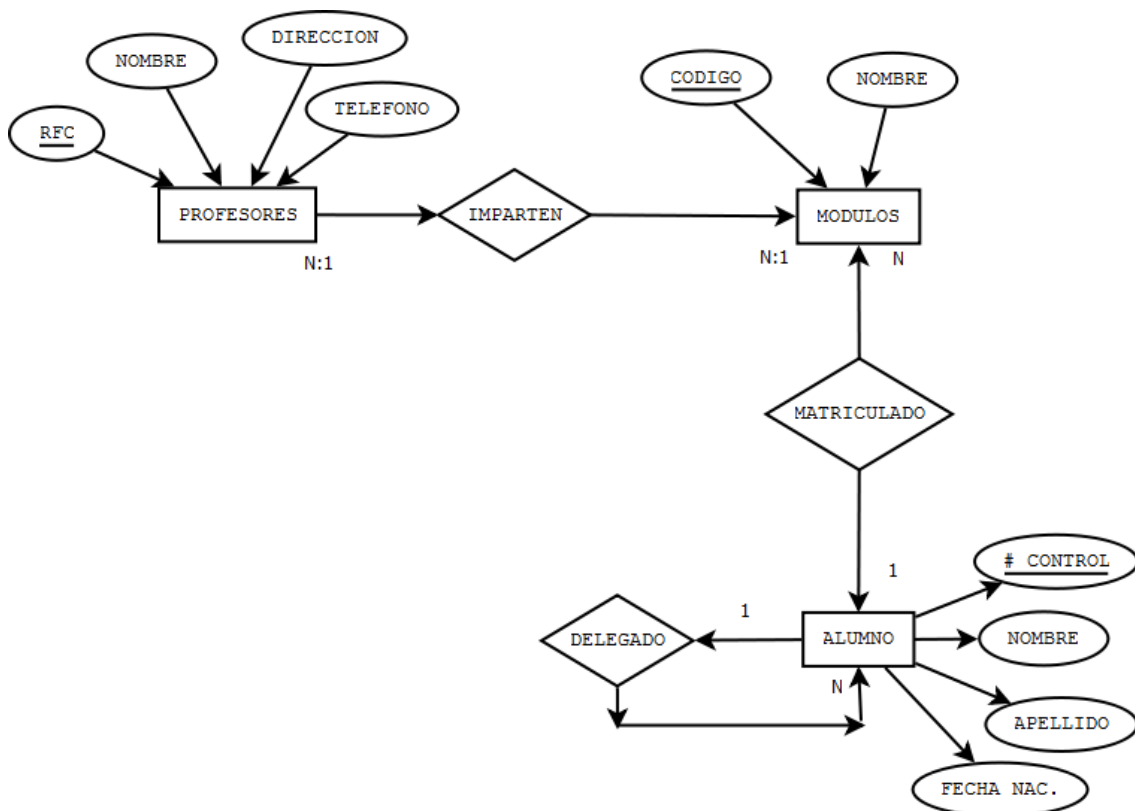 DIRECCION
NOMBRE
CODIGO
NOMBRE
TELEFONO
RFC
PROFESORES
IMPARTEN
MODULOS
N:1
N:1
N
MATRICULADO
# CONTROL
1
1
DELEGADO
ALUMNO
NOMBRE
N
APELLIDO
FECHA NAC.